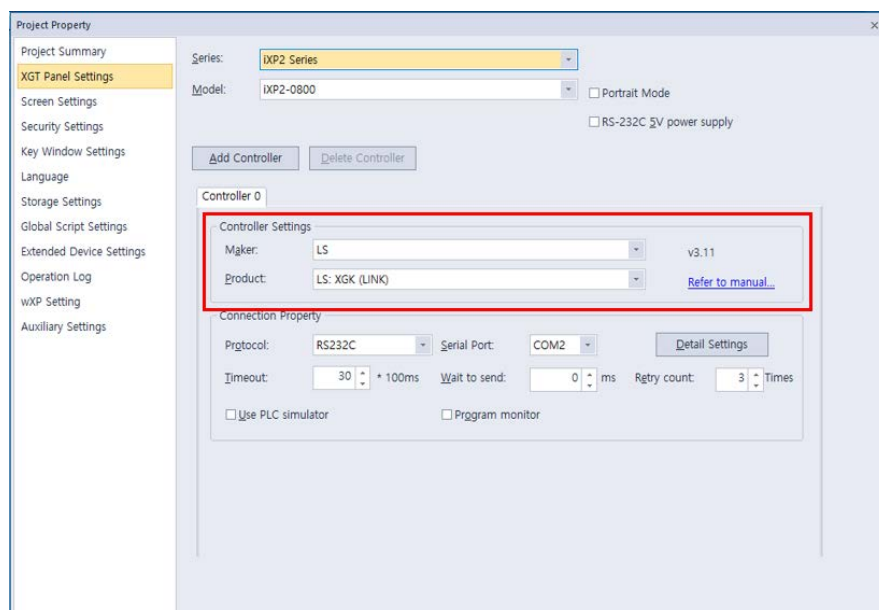 Project Property
Project Summary
XGT Panel Settings
Screen Settings
Security Settings
Key Window Settings
Language
Storage Settings
Global Script Settings
Extended Device Settings
Operation Log
wXP Setting
Auxiliary Settings
Series: iXP2 Series
Model: iXP2-0800 Portrait Mode
RS-232C 5V power supply
Add Controller Delete Controller
Controller 0
Controller Settings
Maker: LS v3.11
Product: LS: XGK (LINK) Refer to manual...
Connection Property
Protocol: RS232C Serial Port: COM2 Detail Settings
Timeout: 30 * 100ms Wait to send: 0 ms Retry count: 3 Times
Use PLC simulator Program monitor